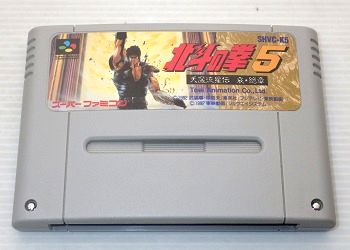 SHVC-K5
北斗の拳5
天魔流星伝 哀★絶章
Toei Animation Co., Ltd.
スーパーファミコン